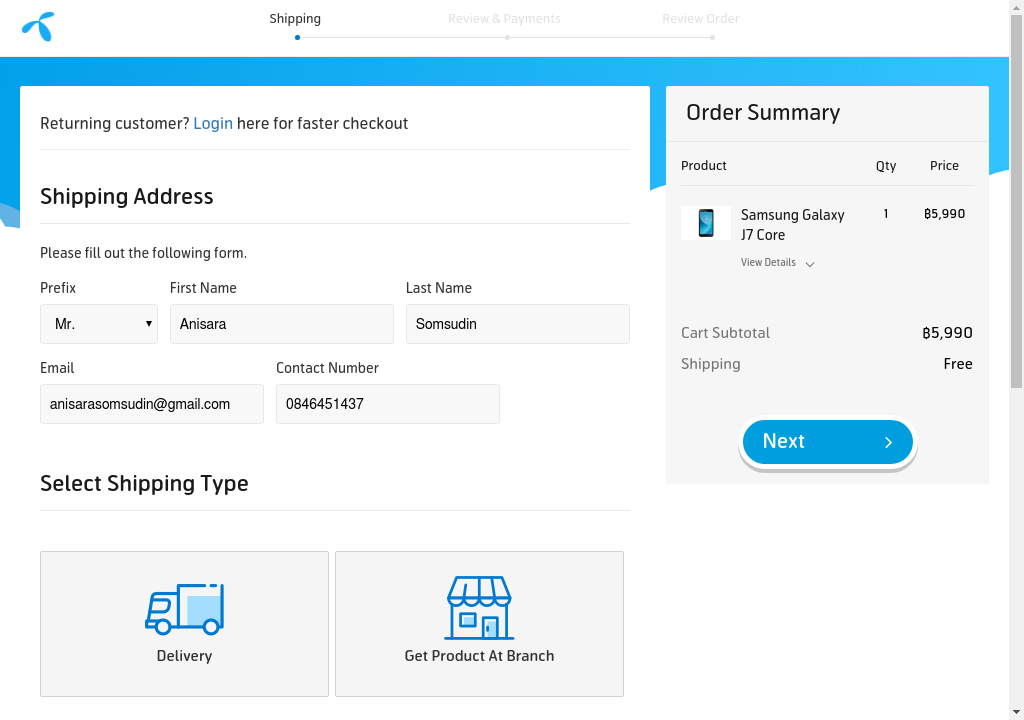 Shipping
Review & Payments
Review Order
Returning customer? Login here for faster checkout
Shipping Address
Please fill out the following form.
Prefix
First Name
Last Name
Mr.
Anisara
Somsudin
Email
Contact Number
anisarasomsudin@gmail.com
0846451437
Select Shipping Type
Delivery
Get Product At Branch
Order Summary
Product
Qty
Price
Samsung Galaxy
J7 Core
1
฿5,990
View Details
Cart Subtotal
฿5,990
Shipping
Free
Next